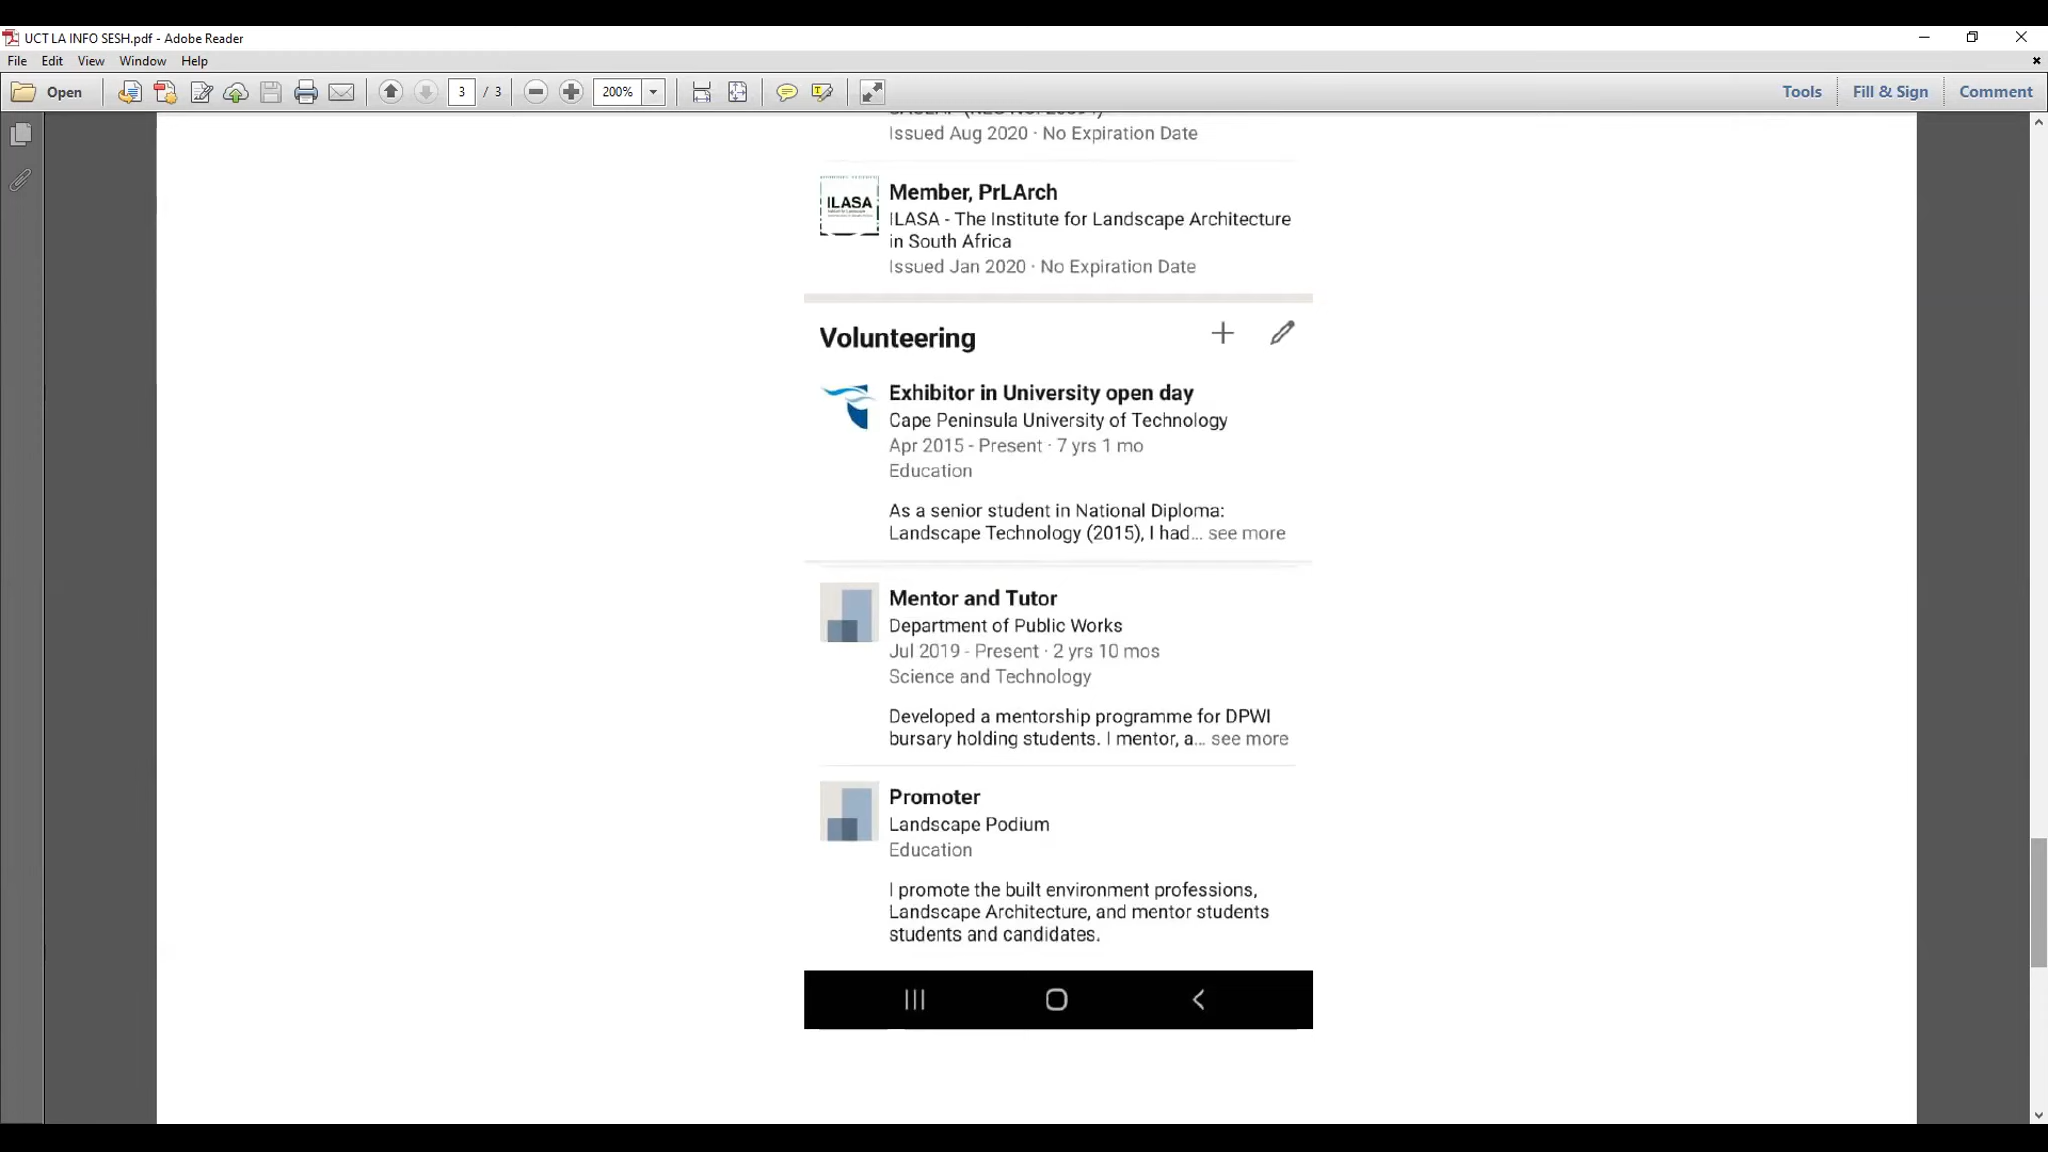 UCT LA INFO SESH.pdf - Adobe Reader
File Edit View Window Help
Open 3 / 3 200% Tools Fill & Sign Comment
Issued Aug 2020 · No Expiration Date
ILASA
Member, PrLArch
ILASA - The Institute for Landscape Architecture
in South Africa
Issued Jan 2020 · No Expiration Date
Volunteering
Exhibitor in University open day
Cape Peninsula University of Technology
Apr 2015 - Present · 7 yrs 1 mo
Education
As a senior student in National Diploma:
Landscape Technology (2015), I had... see more
Mentor and Tutor
Department of Public Works
Jul 2019 - Present · 2 yrs 10 mos
Science and Technology
Developed a mentorship programme for DPWI
bursary holding students. I mentor, a... see more
Promoter
Landscape Podium
Education
I promote the built environment professions,
Landscape Architecture, and mentor students
students and candidates.